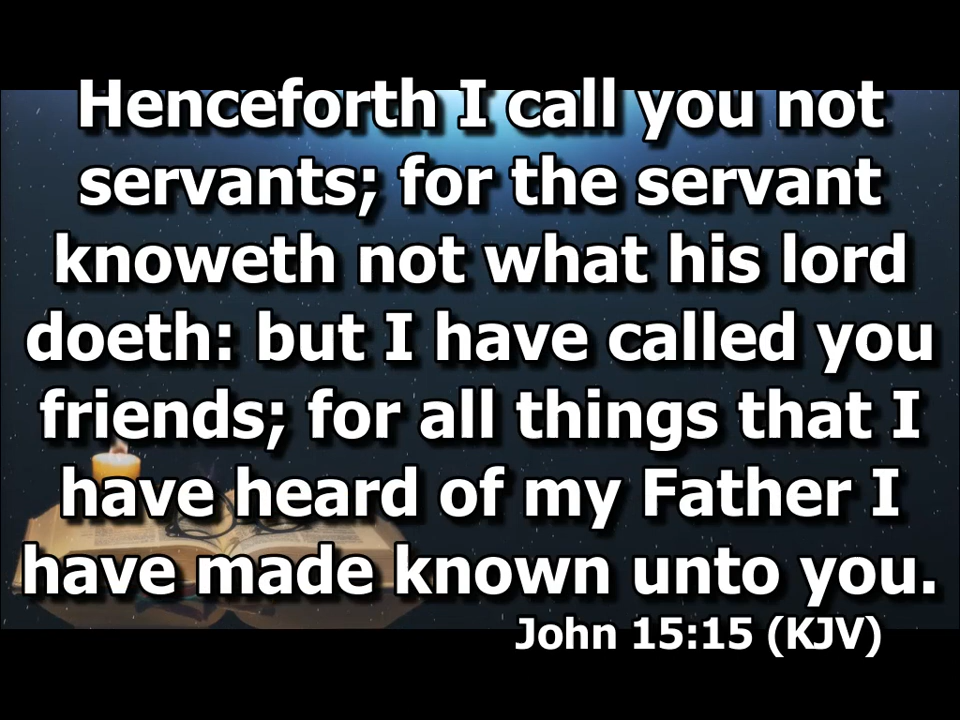 Henceforth I call you not
servants; for the servant
knoweth not what his lord
doeth: but I have called you
friends; for all things that I
have heard of my Father I
have made known unto you.
John 15:15 (KJV)